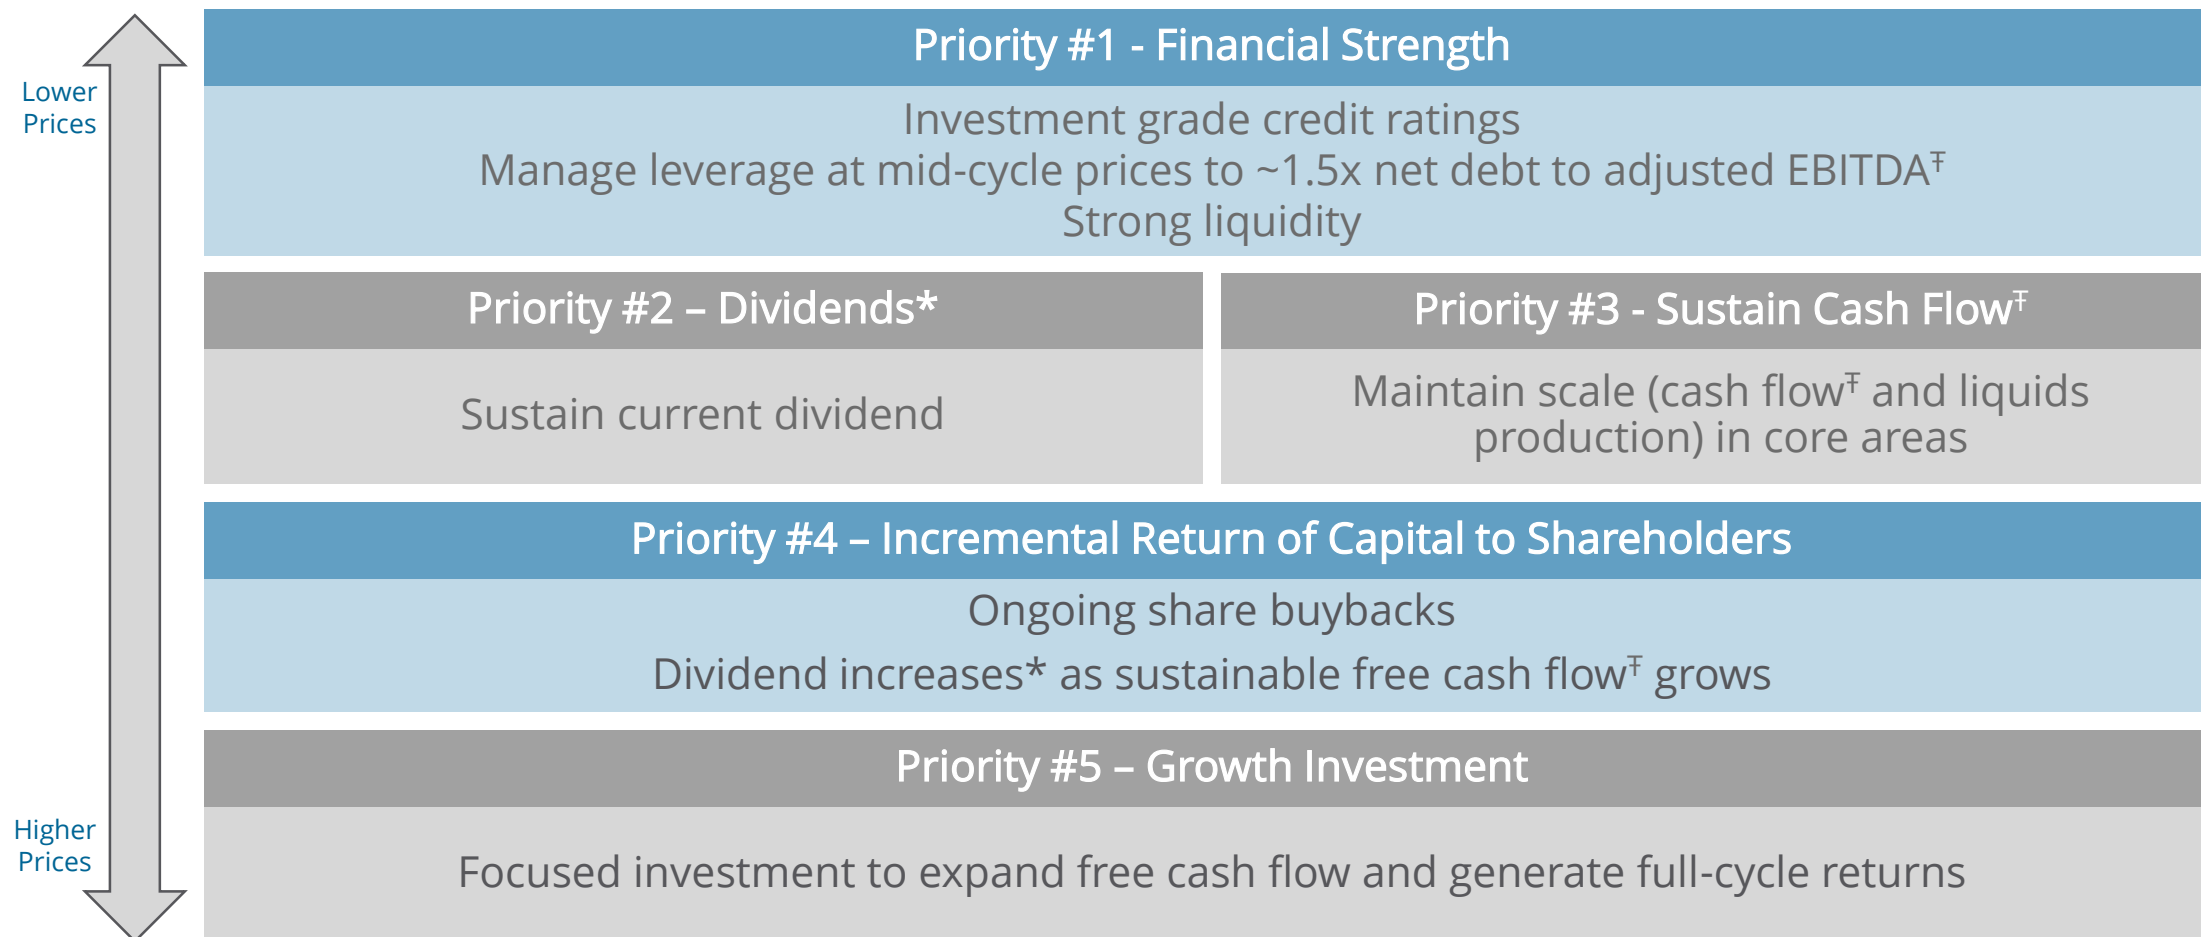 Lower
Prices
Priority #1 - Financial Strength
Investment grade credit ratings
Manage leverage at mid-cycle prices to ~1.5x net debt to adjusted EBITDA Ŧ
Strong liquidity
Priority #2 – Dividends*
Sustain current dividend
Priority #3 - Sustain Cash FlowŦ
Maintain scale (cash flowŦ and liquids
production) in core areas
Priority #4 – Incremental Return of Capital to Shareholders
Ongoing share buybacks
Dividend increases* as sustainable free cash flowŦ grows
Priority #5 – Growth Investment
Focused investment to expand free cash flow and generate full-cycle returns
Higher
Prices